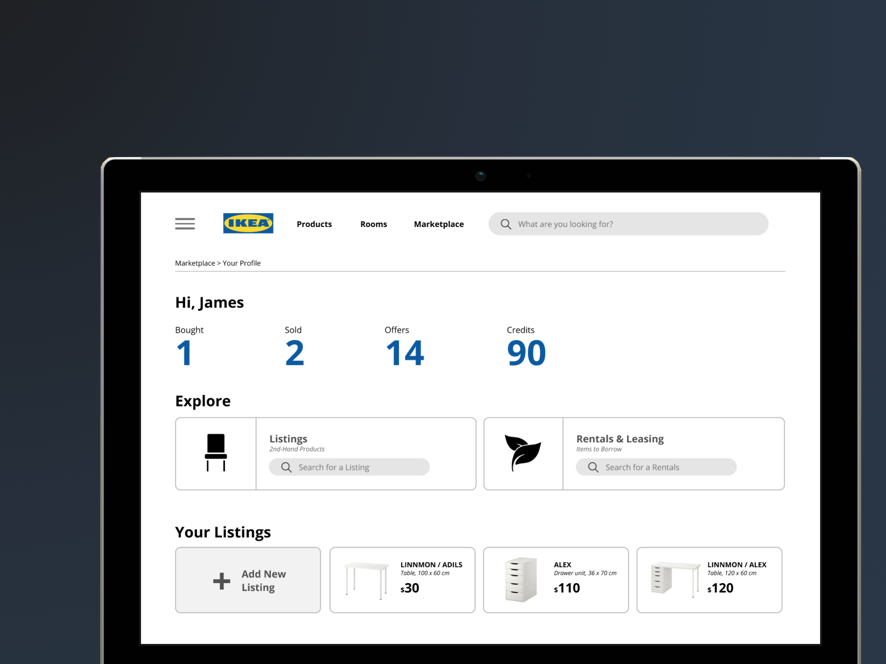 IKEA
Products Rooms Marketplace What are you looking for?
Marketplace > Your Profile
Hi, James
Bought Sold Offers Credits
1 2 14 90
Explore
Listings
2nd-Hand Products
Search for a Listing
Rentals & Leasing
Items to Borrow
Search for a Rentals
Your Listings
Add New
Listing
LINNMON / ADILS
Table, 100 x 60 cm
$30
ALEX
Drawer unit, 36 x 70 cm
$110
LINNMON / ALEX
Table, 120 x 60 cm
$120